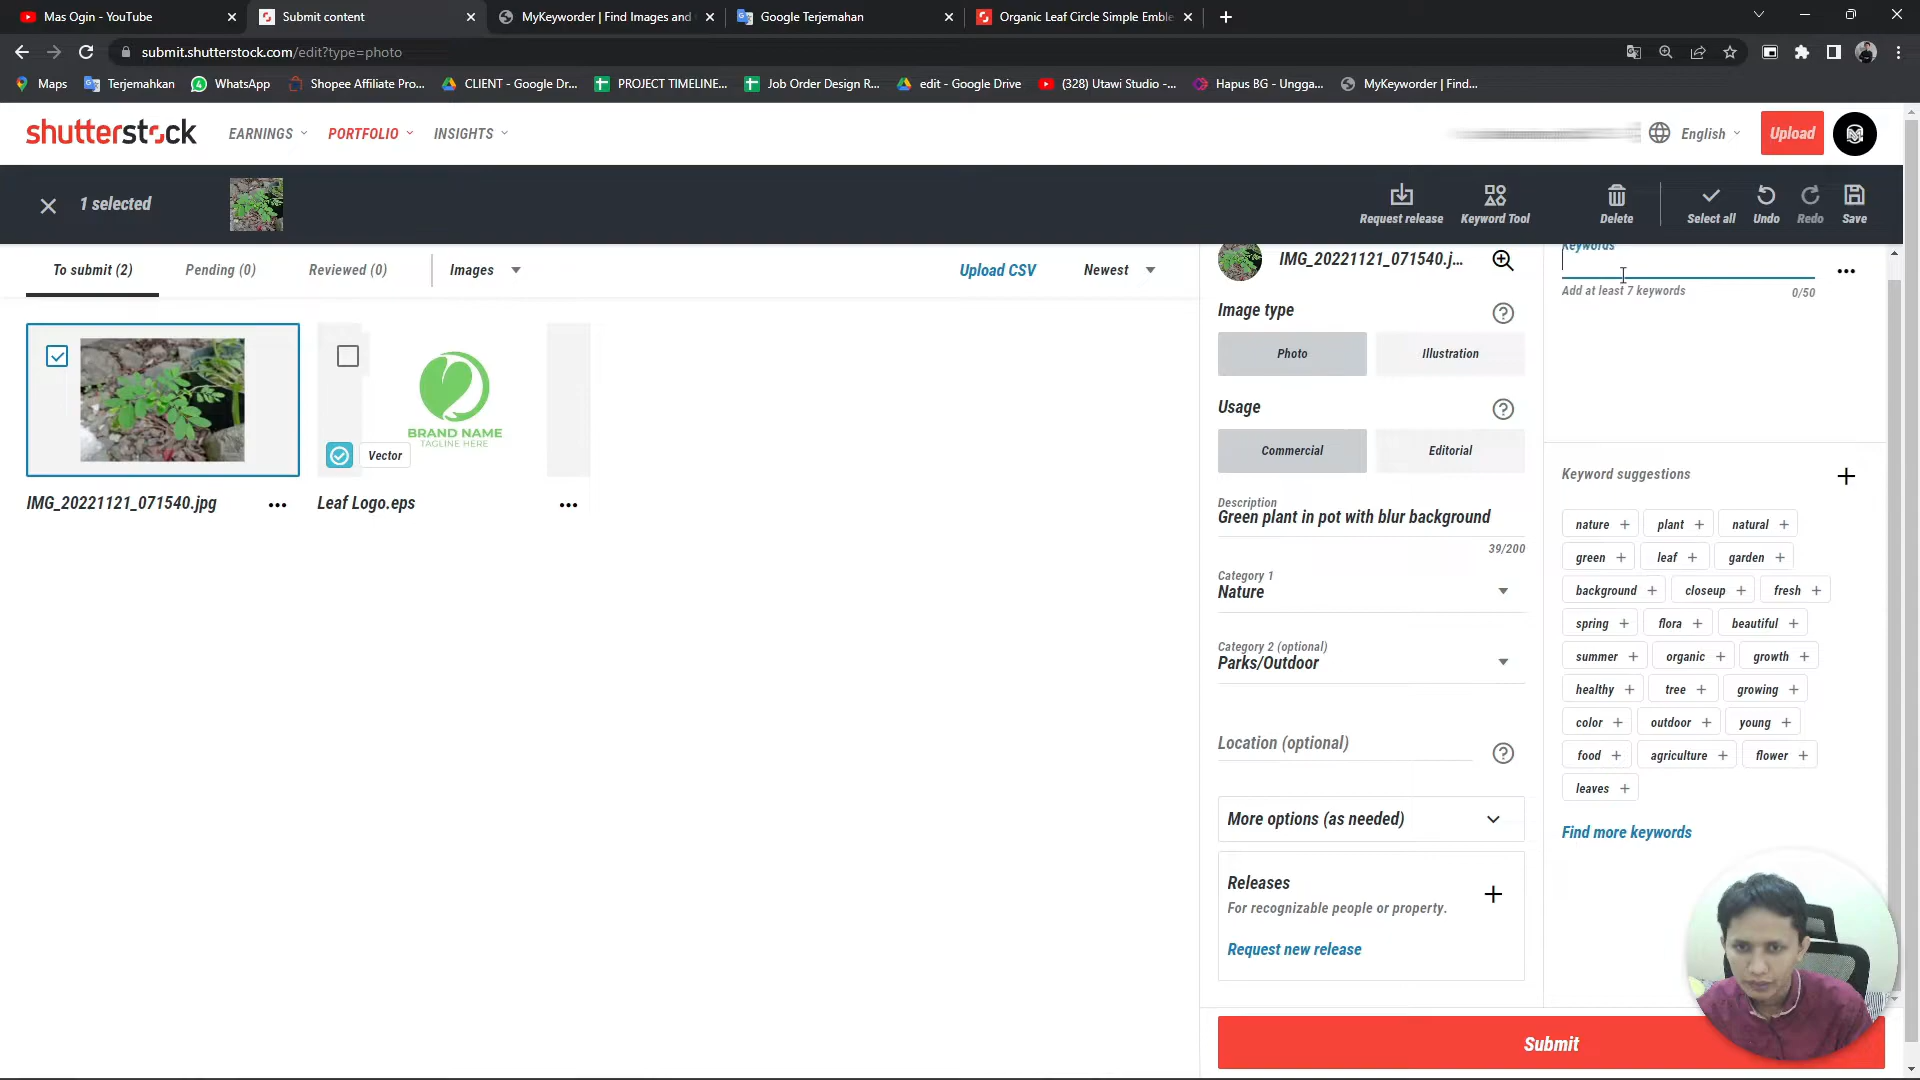 Mas Ogin - YouTube
Submit content
MyKeyworder | Find Images and
Google Terjemahan
Organic Leaf Circle Simple Emble
submit.shutterstock.com/edit?type=photo
Maps
Terjemahkan
WhatsApp
Shopee Affiliate Pro...
CLIENT - Google Dr...
PROJECT TIMELINE...
Job Order Design R...
edit - Google Drive
(328) Utawi Studio -...
Hapus BG - Ungga...
MyKeyworder | Find...
shutterstock
EARNINGS
PORTFOLIO
INSIGHTS
English
Upload
1 selected
Request release
Keyword Tool
Delete
Select all
Undo
Redo
Save
To submit (2)
Pending (0)
Reviewed (0)
Images
Upload CSV
Newest
BRAND NAME
TAGLINE HERE
Vector
IMG_20221121_071540.jpg
Leaf Logo.eps
IMG_20221121_071540.j...
Image type
Photo
Illustration
Usage
Commercial
Editorial
Description
Green plant in pot with blur background
39/200
Category 1
Nature
Category 2 (optional)
Parks/Outdoor
Location (optional)
More options (as needed)
Releases
For recognizable people or property.
Request new release
Keywords
Add at least 7 keywords
0/50
Keyword suggestions
nature + plant + natural +
green + leaf + garden +
background + closeup + fresh +
spring + flora + beautiful +
summer + organic + growth +
healthy + tree + growing +
color + outdoor + young +
food + agriculture + flower +
leaves +
Find more keywords
Submit